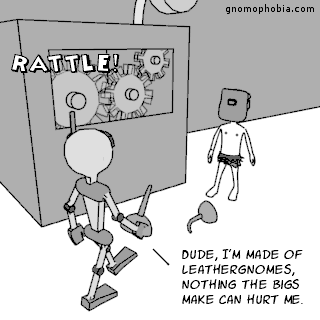 gnomophobia.com
RATTLE!
DUDE, I'M MADE OF
LEATHERGNOMES,
NOTHING THE BIGS
MAKE CAN HURT ME.